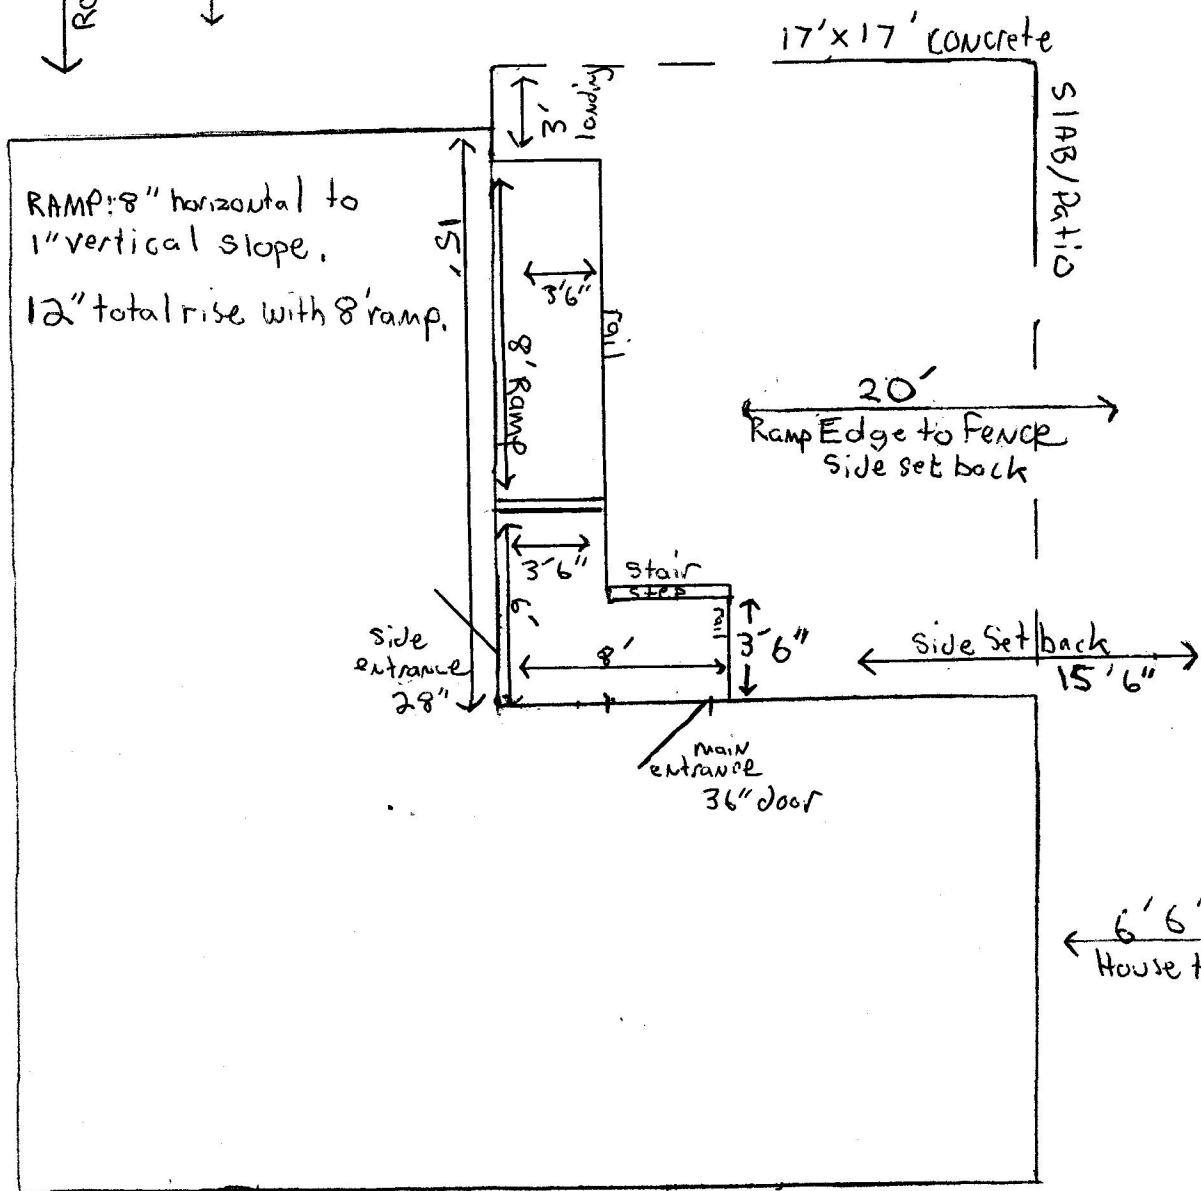 17'x17' concrete
SlAB/Patio
3'
landing
RAMP: 8" horizontal to
1" vertical slope.
12" total rise with 8' ramp.
15'
3'6"
rail
8' Ramp
20'
Ramp Edge to Fence
side set back
3'6"
stair
step
6'
rail
3'6"
8'
side
entrance
28"
side set back
15'6"
main
entrance
36" door
6'6'
House